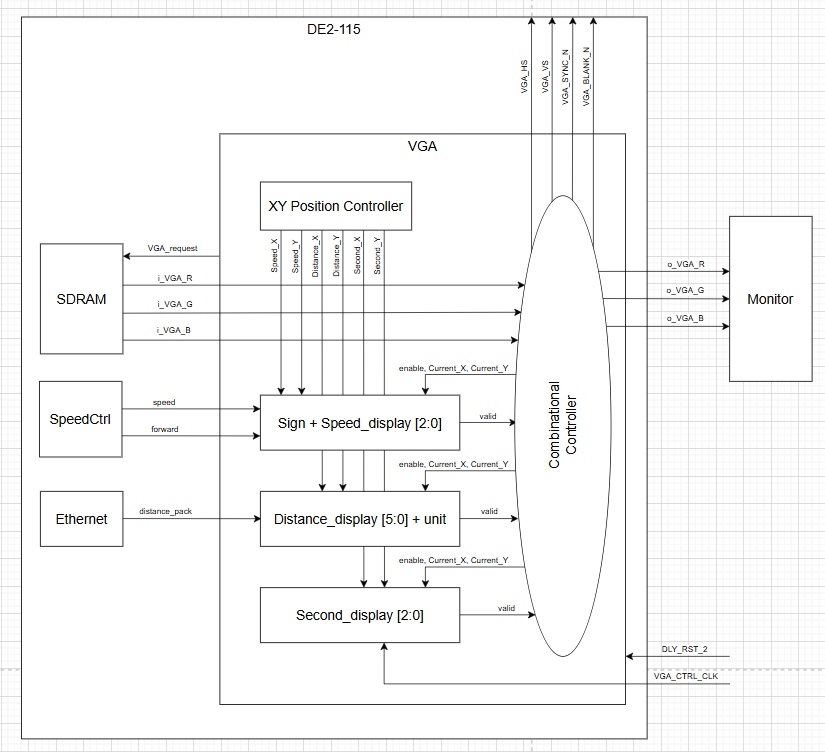 DE2-115
VGA_HS
VGA_VS
VGA_SYNC_N
VGA_BLANK_N
VGA
XY Position Controller
Speed_X
Speed_Y
Distance_X
Distance_Y
Second_X
Second_Y
VGA_request
SDRAM
i_VGA_R
i_VGA_G
i_VGA_B
o_VGA_R
o_VGA_G
o_VGA_B
Monitor
enable, Current_X, Current_Y
SpeedCtrl
speed
forward
Sign + Speed_display [2:0]
valid
Combinational
Controller
enable, Current_X, Current_Y
Ethernet
distance_pack
Distance_display [5:0] + unit
valid
enable, Current_X, Current_Y
Second_display [2:0]
valid
DLY_RST_2
VGA_CTRL_CLK